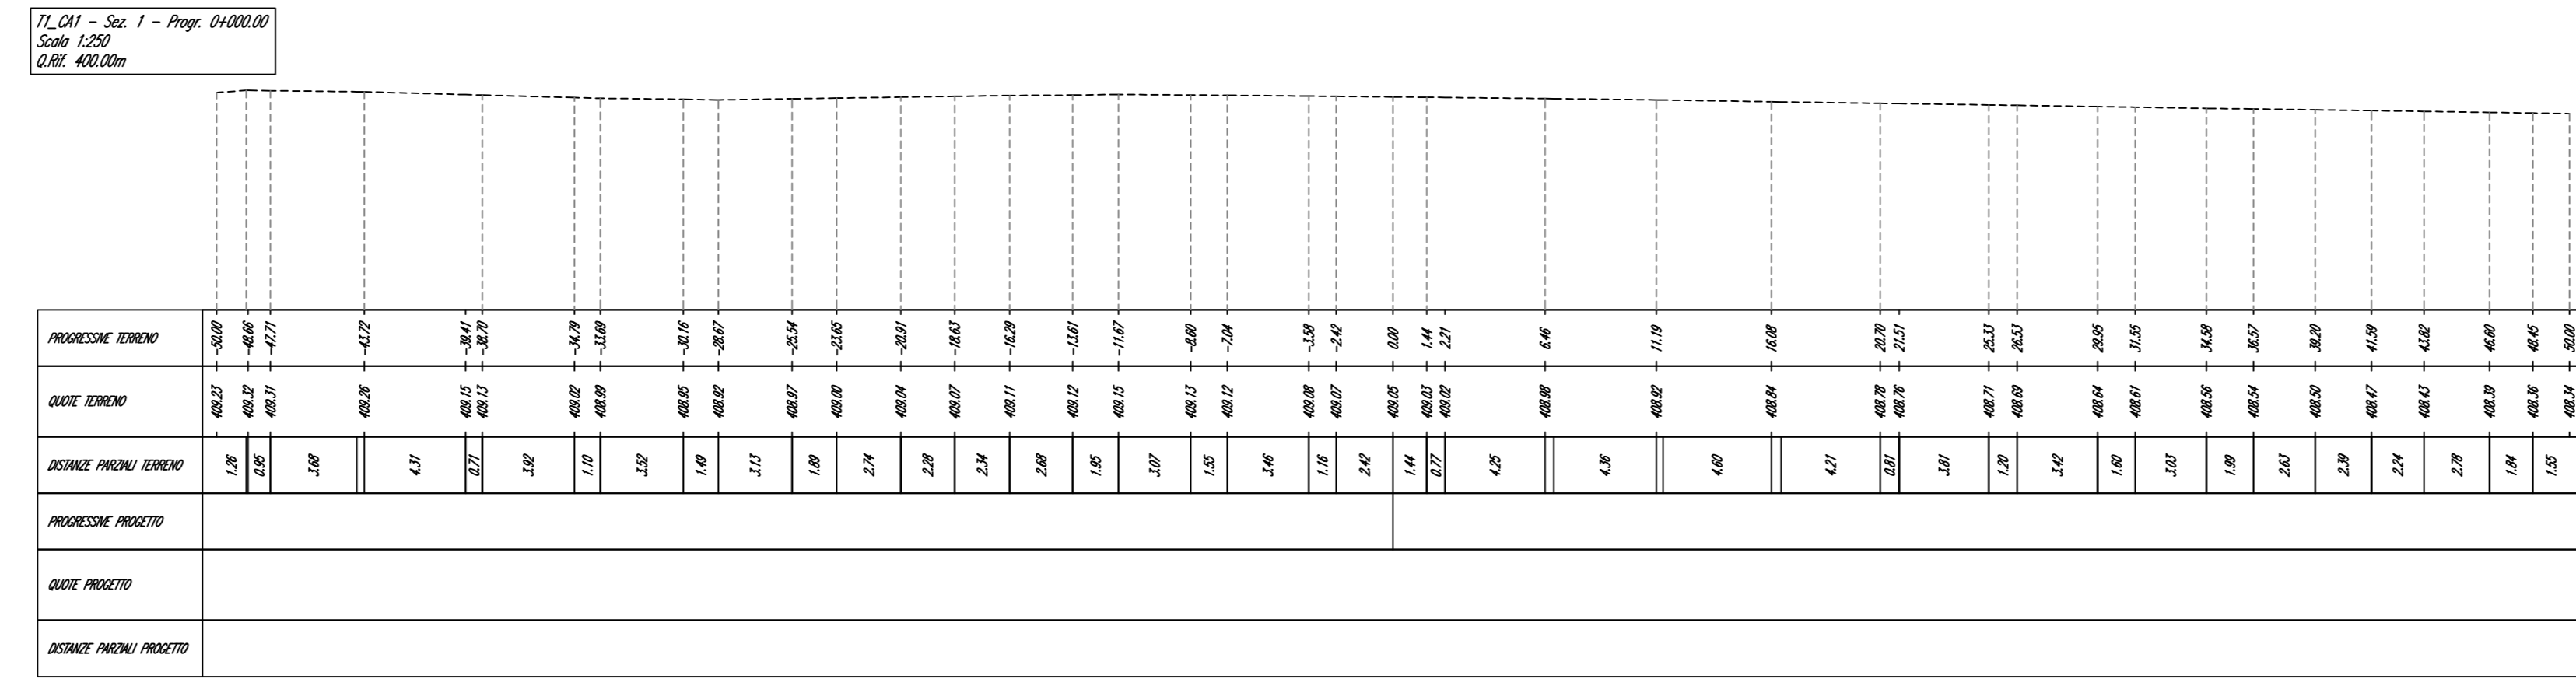 T1_CA1 - Sez. 1 - Progr. 0+000.00
Scala 1:250
Q.Rif. 400.00m
PROGRESSIVE TERRENO -50.00 -48.66 -47.71 -43.72 -39.41 -38.70 -34.79 -33.69 -30.16 -28.67 -25.54 -23.65 -20.91 -18.63 -16.29 -13.61 -11.67 -8.60 -7.04 -3.58 -2.42 0.00 1.44 2.21 6.46 11.19 16.08 20.70 21.51 25.33 26.53 29.95 31.55 34.58 36.57 39.20 41.59 43.82 46.60 48.45 50.00
QUOTE TERRENO 409.23 409.32 409.31 409.26 409.15 409.13 409.02 408.99 408.95 408.92 408.97 409.00 409.04 409.07 409.11 409.12 409.15 409.13 409.12 409.08 409.07 409.05 409.03 409.02 408.98 408.92 408.84 408.78 408.76 408.71 408.69 408.64 408.61 408.56 408.54 408.50 408.47 408.43 408.39 408.36 408.34
DISTANZE PARZIALI TERRENO 1.26 0.95 3.68 4.31 0.71 3.92 1.10 3.52 1.49 3.13 1.89 2.74 2.28 2.34 2.68 1.95 3.07 1.55 3.46 1.16 2.42 1.44 0.77 4.25 4.36 4.60 4.21 0.81 3.81 1.20 3.42 1.60 3.03 1.99 2.63 2.39 2.24 2.78 1.84 1.55
PROGRESSIVE PROGETTO
QUOTE PROGETTO
DISTANZE PARZIALI PROGETTO